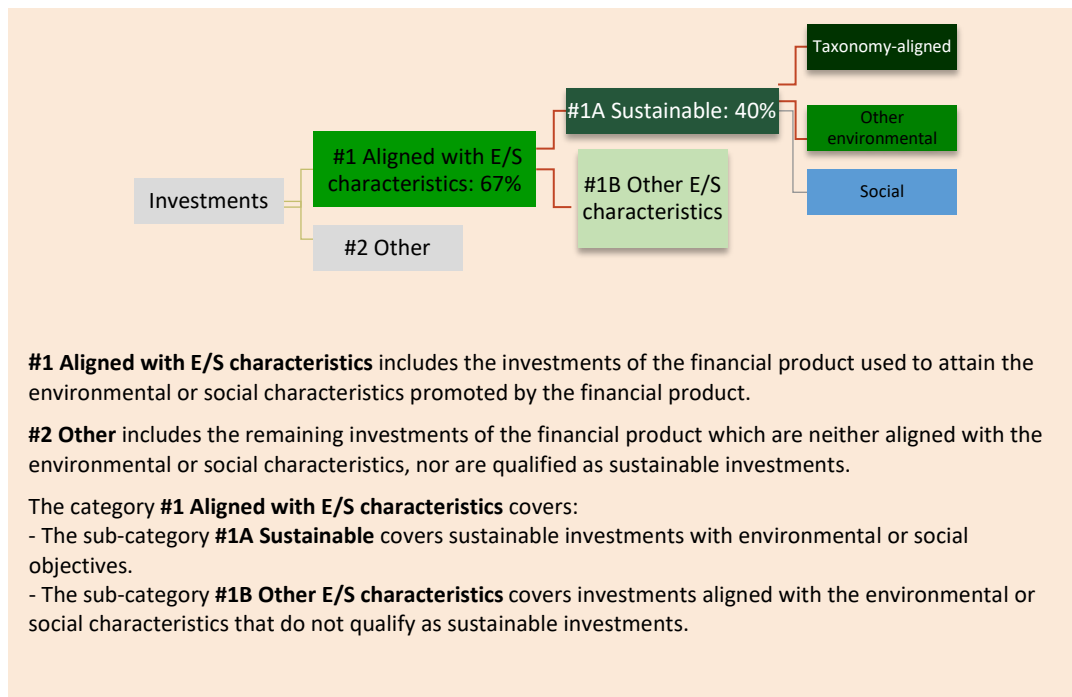 Taxonomy-aligned
#1A Sustainable: 40%
Other
environmental
#1 Aligned with E/S
characteristics: 67%
#1B Other E/S
characteristics
Social
Investments
#2 Other
#1 Aligned with E/S characteristics includes the investments of the financial product used to attain the
environmental or social characteristics promoted by the financial product.
#2 Other includes the remaining investments of the financial product which are neither aligned with the
environmental or social characteristics, nor are qualified as sustainable investments.
The category #1 Aligned with E/S characteristics covers:
- The sub-category #1A Sustainable covers sustainable investments with environmental or social
objectives.
- The sub-category #1B Other E/S characteristics covers investments aligned with the environmental or
social characteristics that do not qualify as sustainable investments.